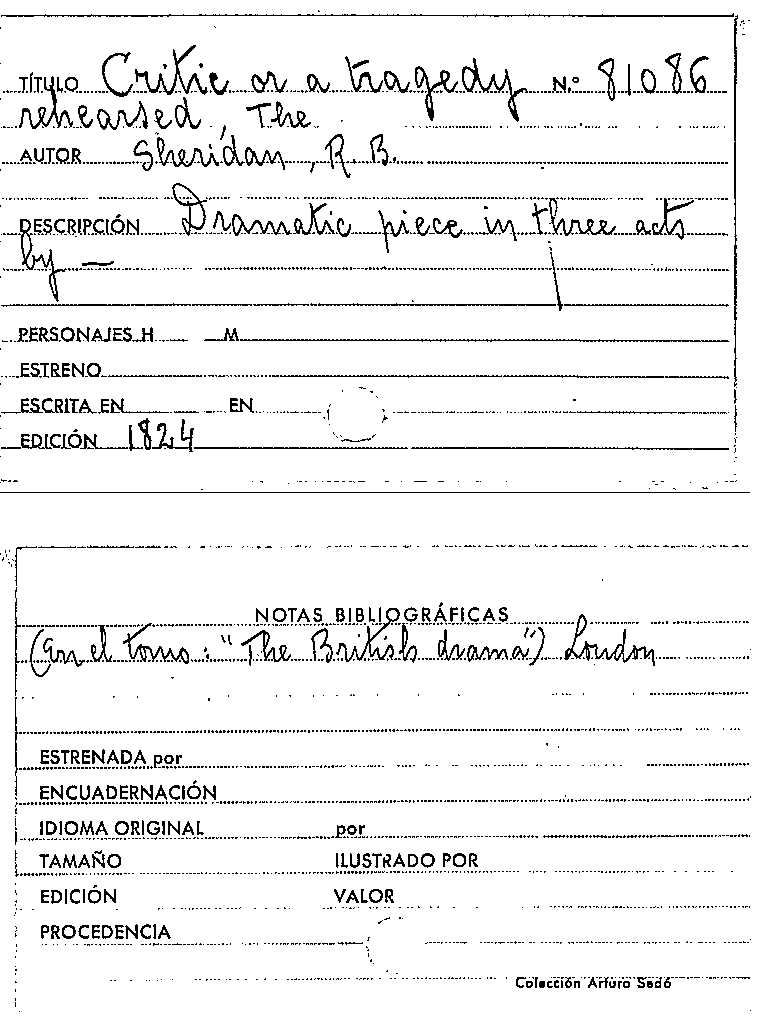 TÍTULO Critic or a tragedy N.º 81086
rehearsed, The
AUTOR Sheridan, R. B.
DESCRIPCIÓN Dramatic piece in three acts
by —
PERSONAJES H M
ESTRENO
ESCRITA EN EN
EDICIÓN 1824
NOTAS BIBLIOGRÁFICAS
(En el tomo: "The British drama") London
ESTRENADA por
ENCUADERNACIÓN
IDIOMA ORIGINAL por
TAMAÑO ILUSTRADO POR
EDICIÓN VALOR
PROCEDENCIA
Colección Arturo Sedó